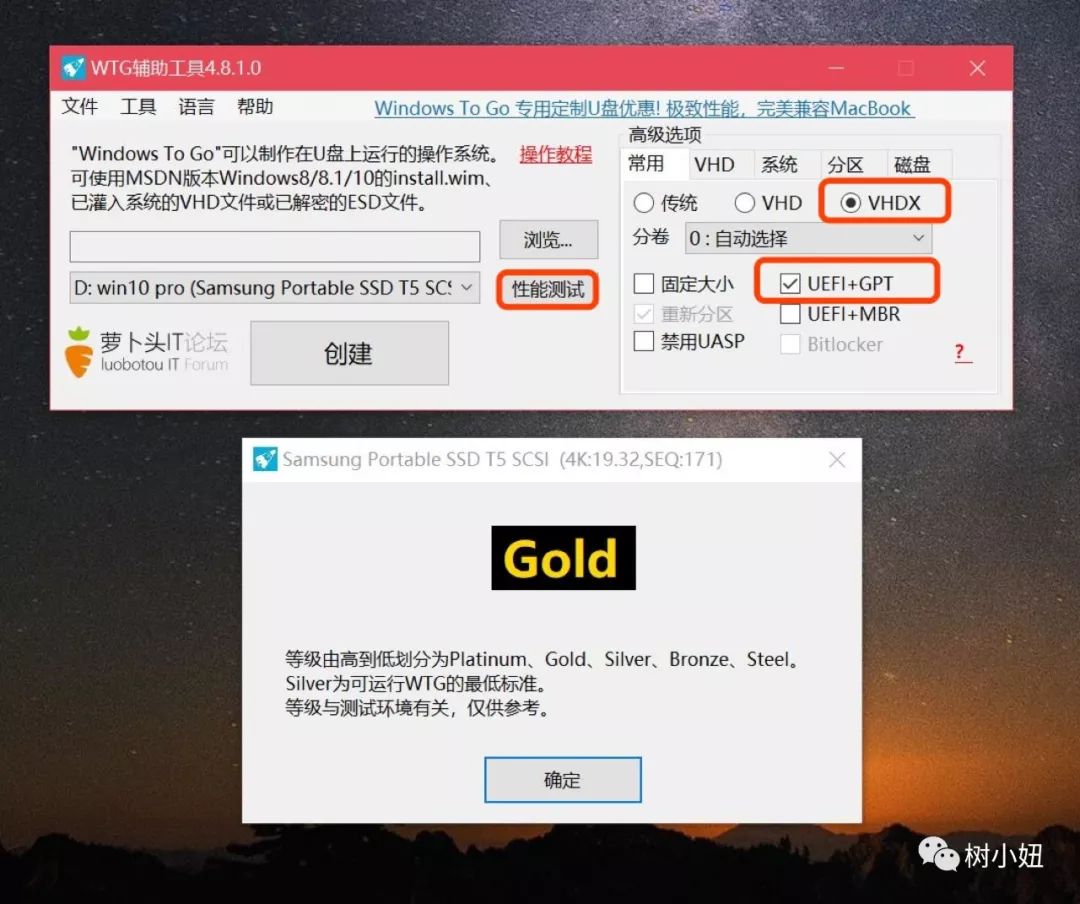 WTG辅助工具4.8.1.0
文件 工具 语言 帮助
Windows To Go 专用定制U盘优惠! 极致性能，完美兼容MacBook
"Windows To Go"可以制作在U盘上运行的操作系统。 操作教程
可使用MSDN版本Windows8/8.1/10的install.wim、
已灌入系统的VHD文件或已解密的ESD文件。
浏览...
D: win10 pro (Samsung Portable SSD T5 SCS
性能测试
萝卜头IT论坛
luobotou IT Forum
创建
高级选项
常用 VHD 系统 分区 磁盘
传统 VHD VHDX
分卷 0 : 自动选择
固定大小 UEFI+GPT
重新分区 UEFI+MBR
禁用UASP Bitlocker
?
Samsung Portable SSD T5 SCSI (4K:19.32,SEQ:171)
Gold
等级由高到低划分为Platinum、Gold、Silver、Bronze、Steel。
Silver为可运行WTG的最低标准。
等级与测试环境有关，仅供参考。
确定
树小妞